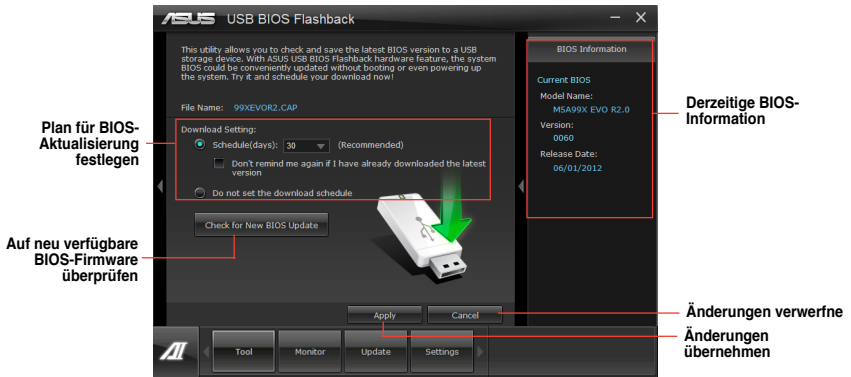 ASUS USB BIOS Flashback
This utility allows you to check and save the latest BIOS version to a USB
storage device. With ASUS USB BIOS Flashback hardware feature, the system
BIOS could be conveniently updated without booting or even powering up
the system. Try it and schedule your download now!
File Name: 99XEVOR2.CAP
Download Setting:
Schedule(days): 30 (Recommended)
Don't remind me again if I have already downloaded the latest
version
Do not set the download schedule
Check for New BIOS Update
Apply
Cancel
BIOS Information
Current BIOS
Model Name:
M5A99X EVO R2.0
Version:
0060
Release Date:
06/01/2012
AI
Tool
Monitor
Update
Settings
Plan für BIOS-
Aktualisierung
festlegen
Auf neu verfügbare
BIOS-Firmware
überprüfen
Derzeitige BIOS-
Information
Änderungen verwerfne
Änderungen
übernehmen